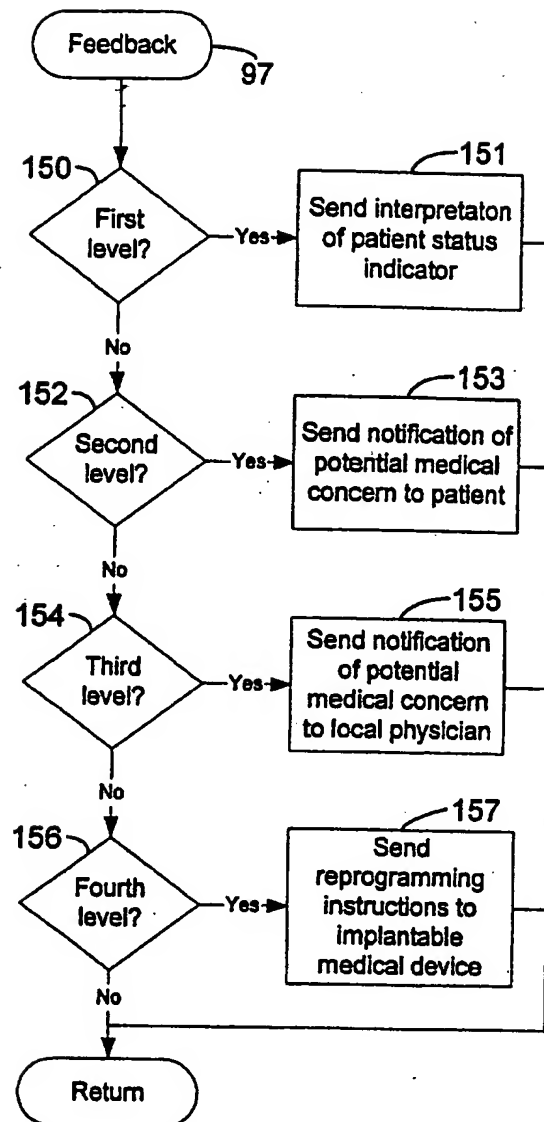 Feedback
97
150
First
level?
Yes
151
Send interpretaton
of patient status
indicator
No
152
Second
level?
Yes
153
Send notification of
potential medical
concern to patient
No
154
Third
level?
Yes
155
Send notification
of potential
medical concern
to local physician
No
156
Fourth
level?
Yes
157
Send
reprogramming
instructions to
implantable
medical device
No
Return